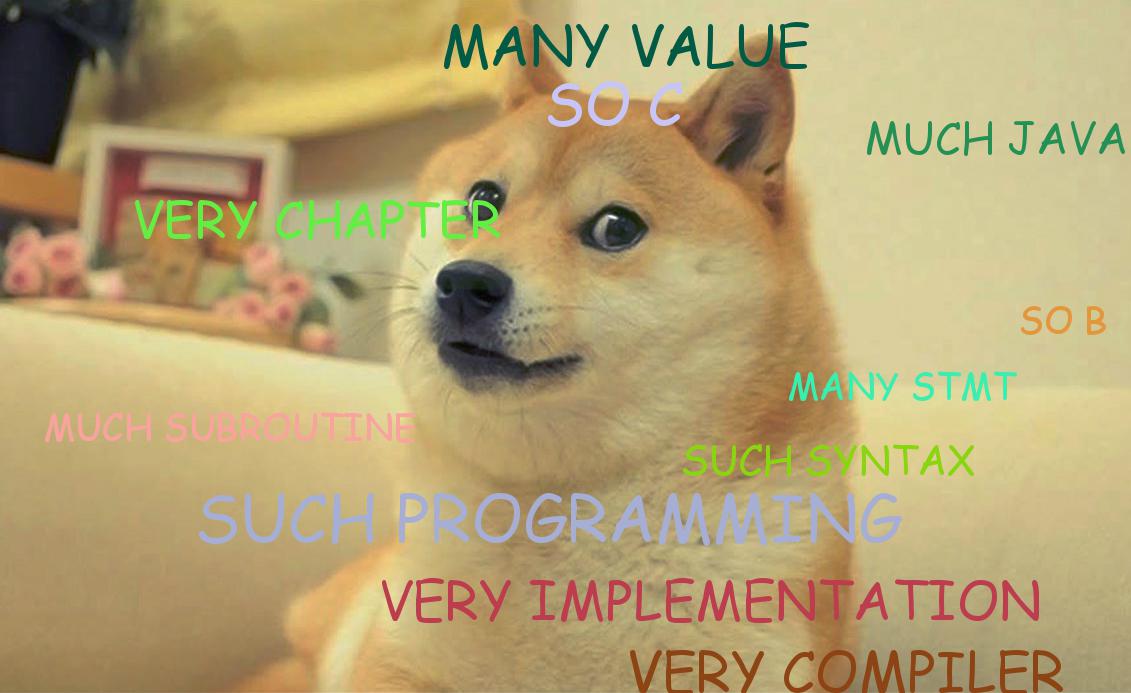 MANY VALUE
SO C
MUCH JAVA
VERY CHAPTER
SO B
MANY STMT
MUCH SUBROUTINE
SUCH SYNTAX
SUCH PROGRAMMING
VERY IMPLEMENTATION
VERY COMPILER